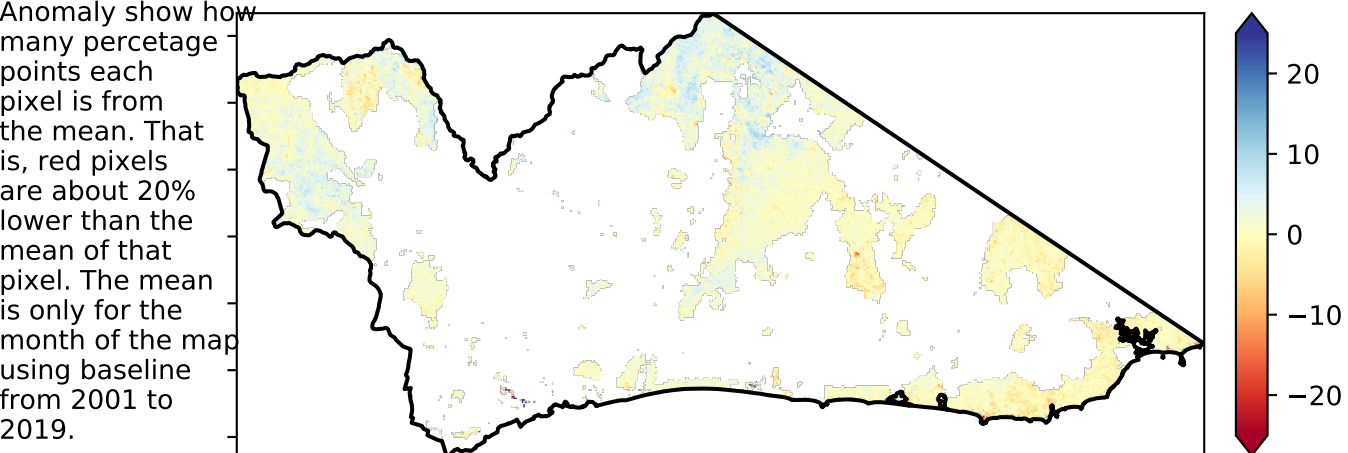 Anomaly show how
many percetage
points each
pixel is from
the mean. That
is, red pixels
are about 20%
lower than the
mean of that
pixel. The mean
is only for the
month of the map
using baseline
from 2001 to
2019.
20
10
0
−10
−20